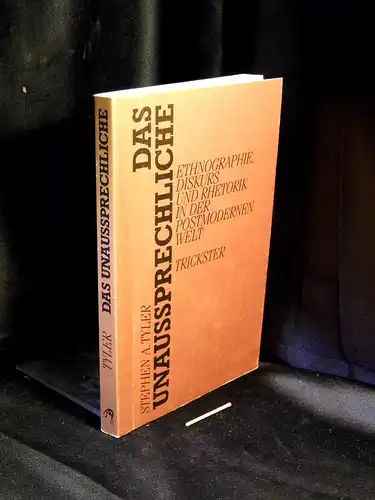 STEPHEN A. TYLER
DAS
UNAUSSPRECHLICHE
ETHNOGRAPHIE,
DISKURS
UND RHETORIK
IN DER
POSTMODERNEN
WELT
TRICKSTER
TYLER DAS UNAUSSPRECHLICHE